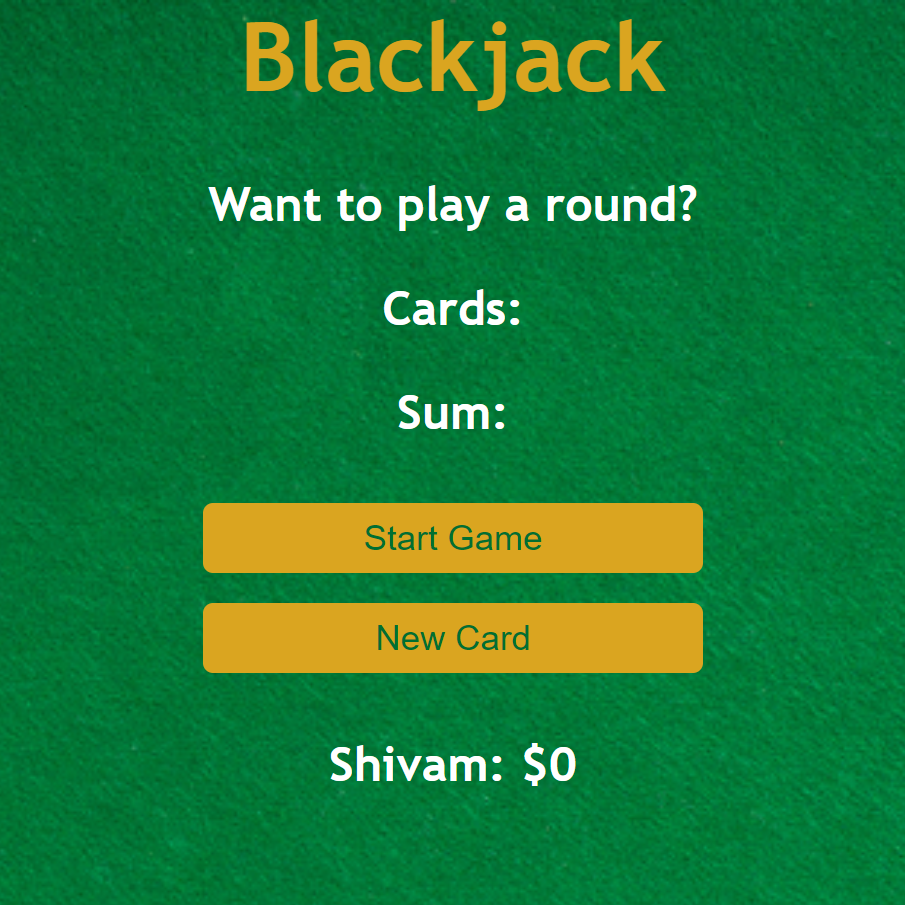 Blackjack
Want to play a round?
Cards:
Sum:
Start Game
New Card
Shivam: $0